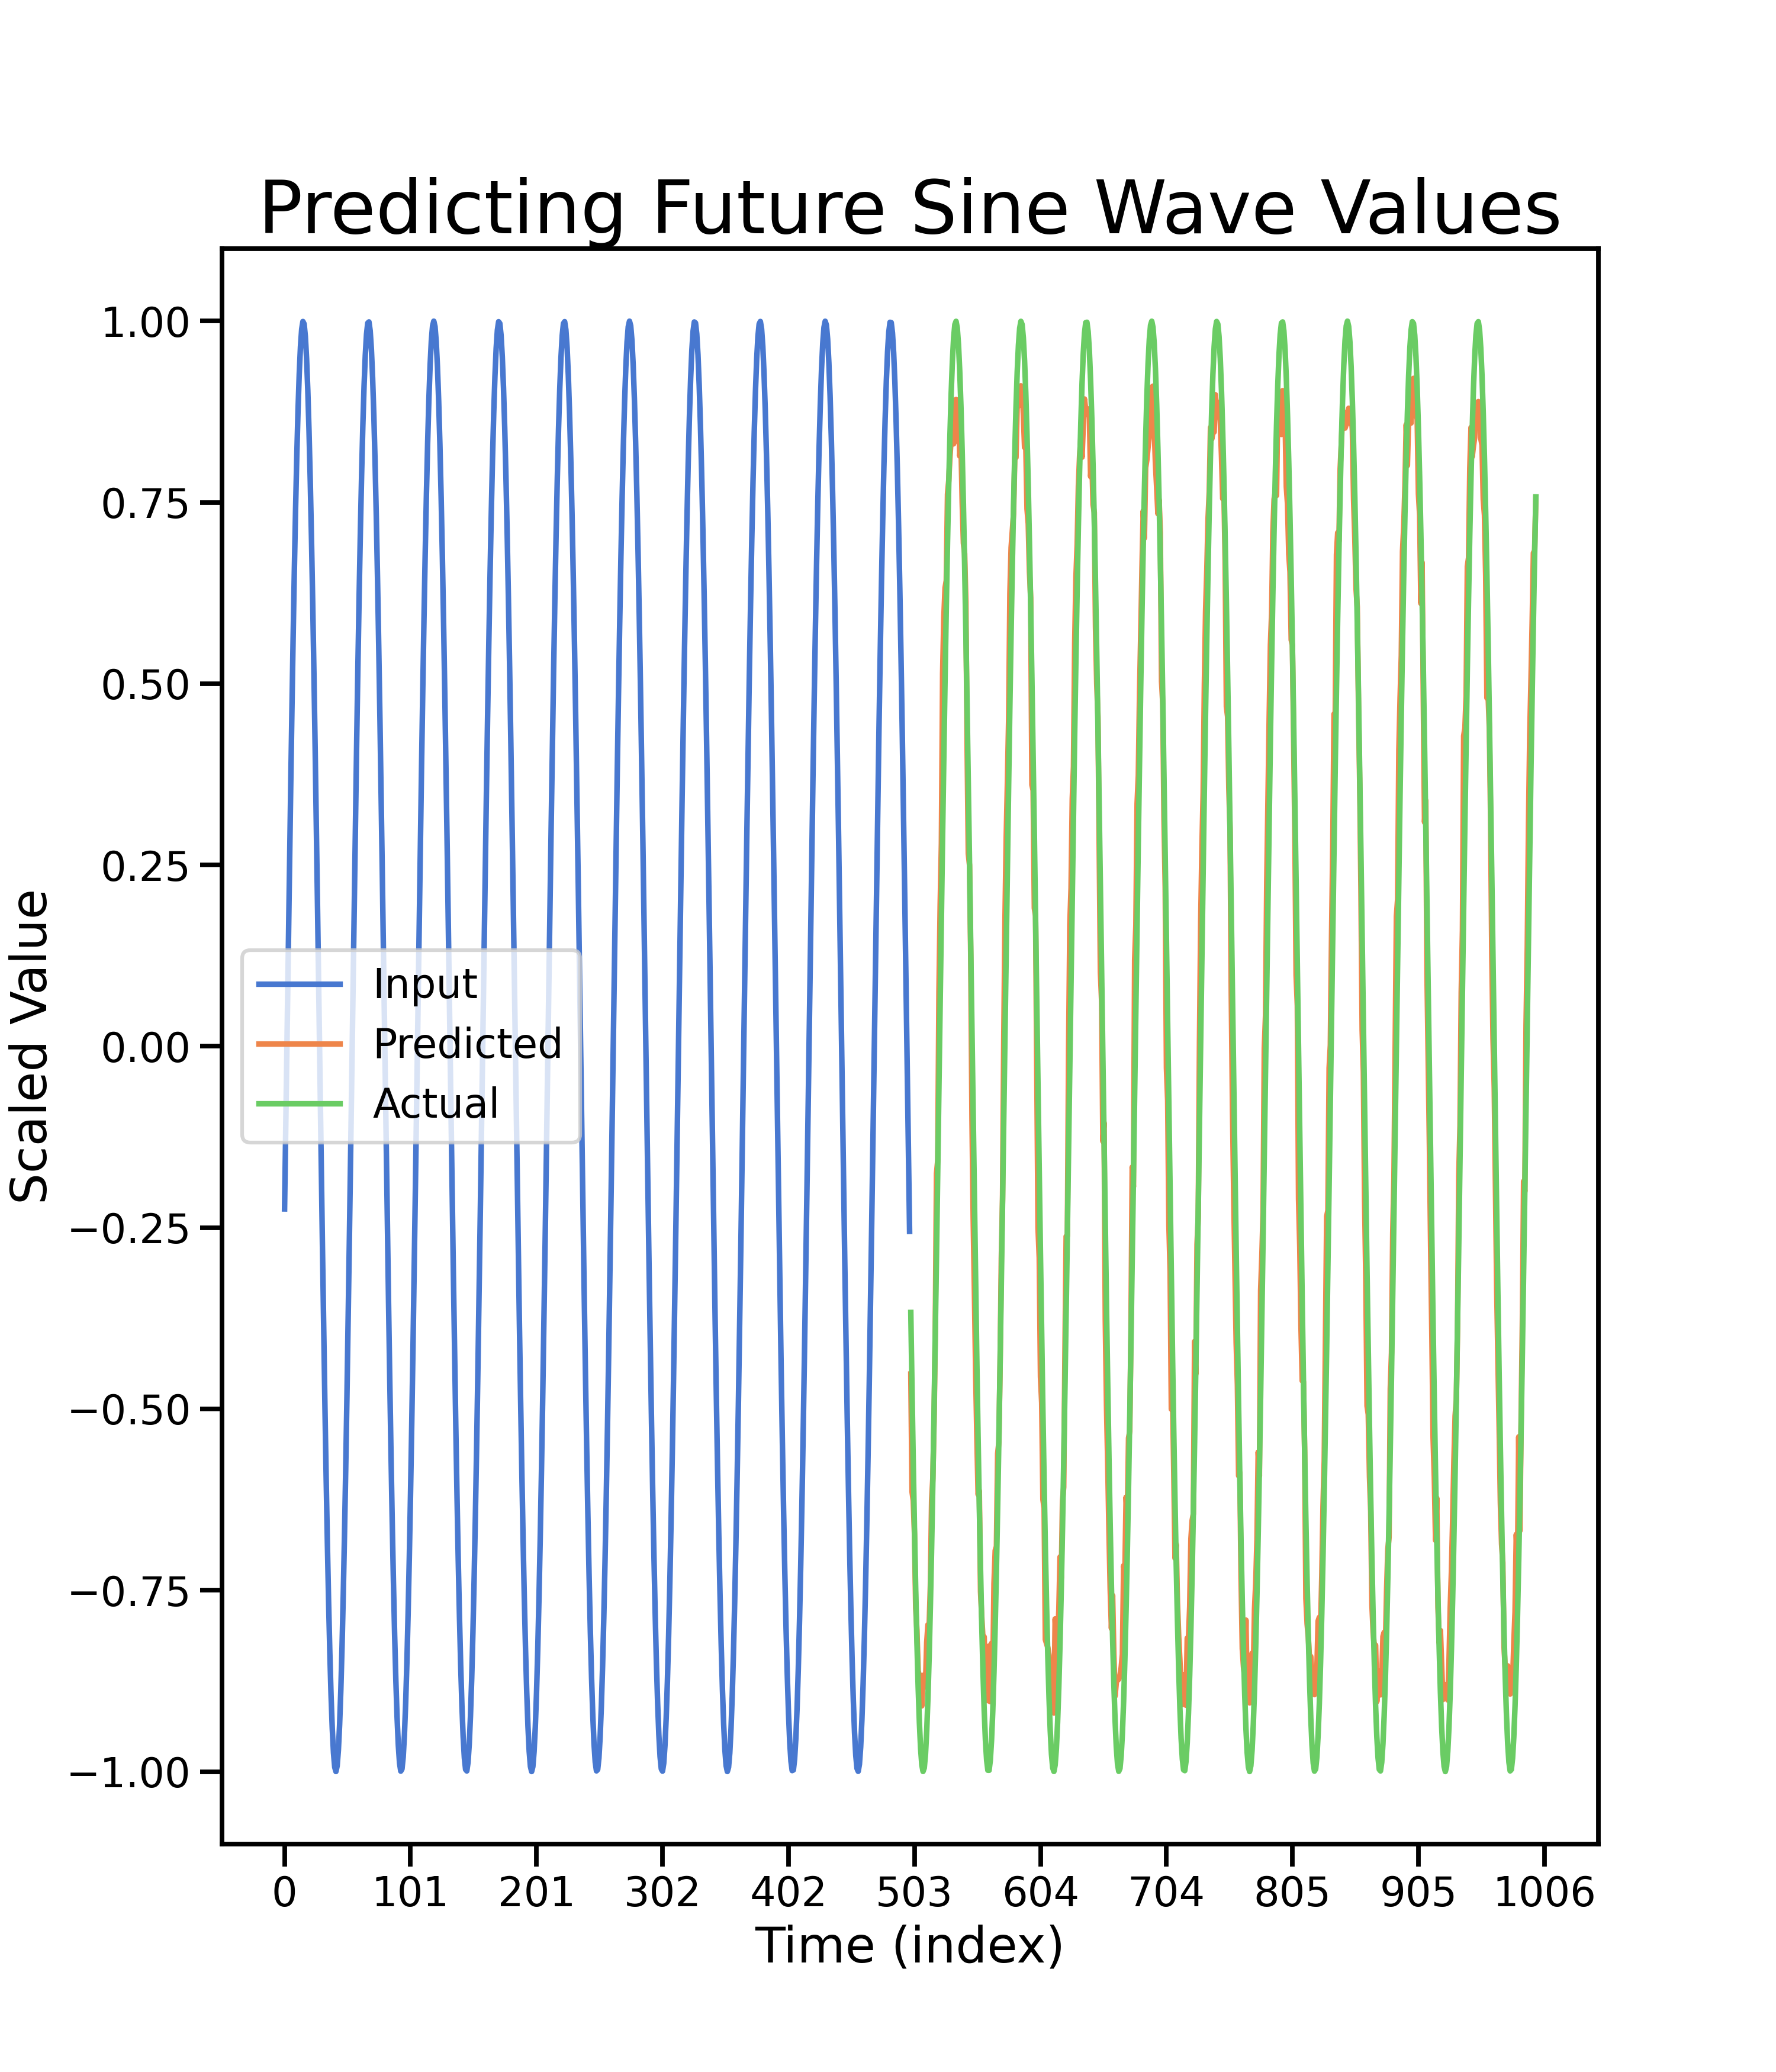 Predicting Future Sine Wave Values
1.00
0.75
0.50
0.25
0.00
−0.25
−0.50
−0.75
−1.00
Scaled Value
Input
Predicted
Actual
0 101 201 302 402 503 604 704 805 905 1006
Time (index)